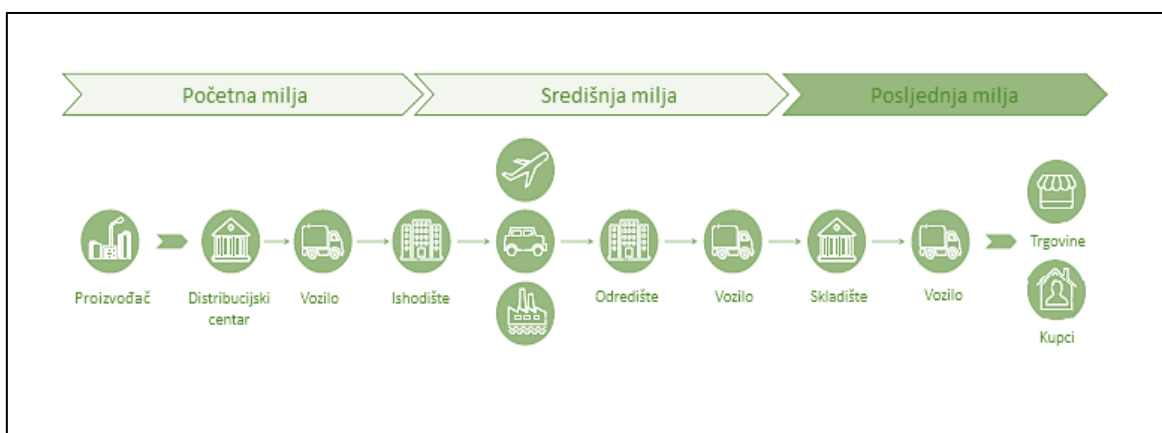 Početna milja
Središnja milja
Posljednja milja
Proizvođač
Distribucijski
centar
Vozilo
Ishodište
Odredište
Vozilo
Skladište
Vozilo
Trgovine
Kupci